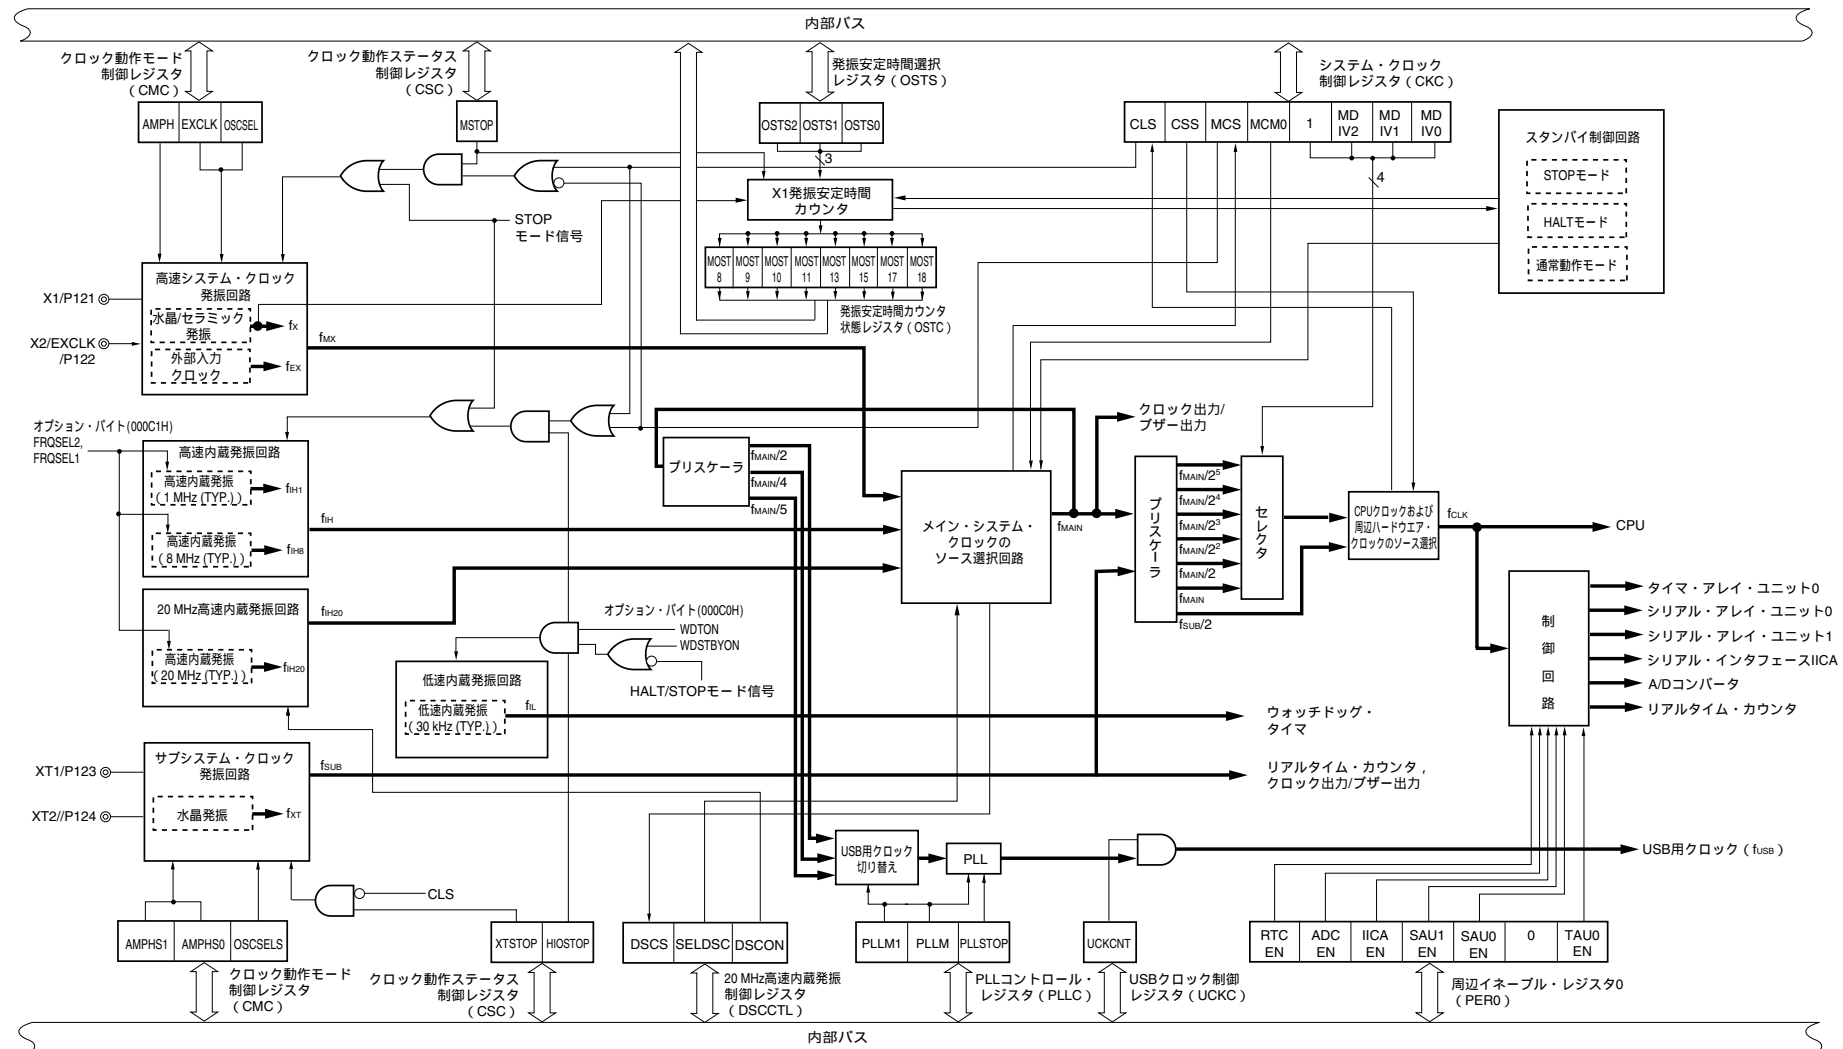 内部バス
クロック動作モード
制御レジスタ
（CMC）
クロック動作ステータス
制御レジスタ
（CSC）
発振安定時間選択
レジスタ（OSTS）
システム・クロック
制御レジスタ（CKC）
AMPH EXCLK OSCSEL
MSTOP
OSTS2 OSTS1 OSTS0
CLS CSS MCS MCM0 1 MD IV2 MD IV1 MD IV0
3
4
スタンバイ制御回路
STOPモード
HALTモード
通常動作モード
X1発振安定時間
カウンタ
STOP
モード信号
MOST 8 MOST 9 MOST 10 MOST 11 MOST 13 MOST 15 MOST 17 MOST 18
発振安定時間カウンタ
状態レジスタ（OSTC）
高速システム・クロック
発振回路
X1/P121
水晶/セラミック
発振
fX
X2/EXCLK
/P122
外部入力
クロック
fEX
fMX
オプション・バイト(000C1H)
FRQSEL2,
FRQSEL1
高速内蔵発振回路
高速内蔵発振
（1 MHz (TYP.)）
fIH1
高速内蔵発振
（8 MHz (TYP.)）
fIH8
fIH
プリスケーラ
fMAIN/2
fMAIN/4
fMAIN/5
メイン・システム・
クロックの
ソース選択回路
fMAIN
クロック出力/
ブザー出力
プリスケーラ
fMAIN/2⁵
fMAIN/2⁴
fMAIN/2³
fMAIN/2²
fMAIN/2
fMAIN
fSUB/2
セレクタ
CPUクロックおよび
周辺ハードウエア・
クロックのソース選択
fCLK
CPU
20 MHz高速内蔵発振回路
高速内蔵発振
（20 MHz (TYP.)）
fIH20
fIH20
オプション・バイト(000C0H)
WDTON
WDSTBYON
HALT/STOPモード信号
低速内蔵発振回路
低速内蔵発振
（30 kHz (TYP.)）
fIL
ウォッチドッグ・
タイマ
制御回路
タイマ・アレイ・ユニット0
シリアル・アレイ・ユニット0
シリアル・アレイ・ユニット1
シリアル・インタフェースIICA
A/Dコンバータ
リアルタイム・カウンタ
サブシステム・クロック
発振回路
XT1/P123
XT2//P124
水晶発振
fXT
fSUB
リアルタイム・カウンタ，
クロック出力/ブザー出力
USB用クロック
切り替え
PLL
USB用クロック（fUSB）
CLS
AMPHS1 AMPHS0 OSCSELS
XTSTOP HIOSTOP
DSCS SELDSC DSCON
PLLM1 PLLM PLLSTOP
UCKCNT
RTC EN ADC EN IICA EN SAU1 EN SAU0 EN 0 TAU0 EN
クロック動作モード
制御レジスタ
（CMC）
クロック動作ステータス
制御レジスタ
（CSC）
20 MHz高速内蔵発振
制御レジスタ
（DSCCTL）
PLLコントロール・
レジスタ（PLLC）
USBクロック制御
レジスタ（UCKC）
周辺イネーブル・レジスタ0
（PER0）
内部バス